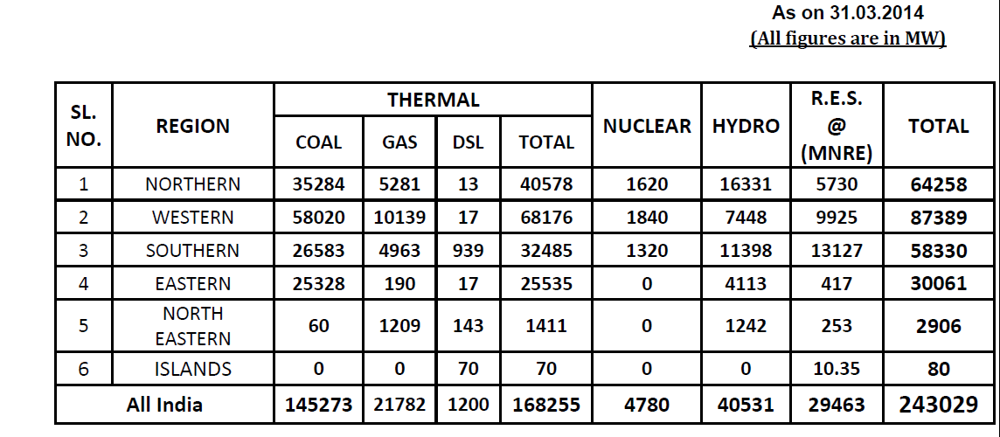 As on 31.03.2014
(All figures are in MW)
SL. NO. REGION THERMAL NUCLEAR HYDRO R.E.S. @ (MNRE) TOTAL
COAL GAS DSL TOTAL
1 NORTHERN 35284 5281 13 40578 1620 16331 5730 64258
2 WESTERN 58020 10139 17 68176 1840 7448 9925 87389
3 SOUTHERN 26583 4963 939 32485 1320 11398 13127 58330
4 EASTERN 25328 190 17 25535 0 4113 417 30061
5 NORTH EASTERN 60 1209 143 1411 0 1242 253 2906
6 ISLANDS 0 0 70 70 0 0 10.35 80
All India 145273 21782 1200 168255 4780 40531 29463 243029